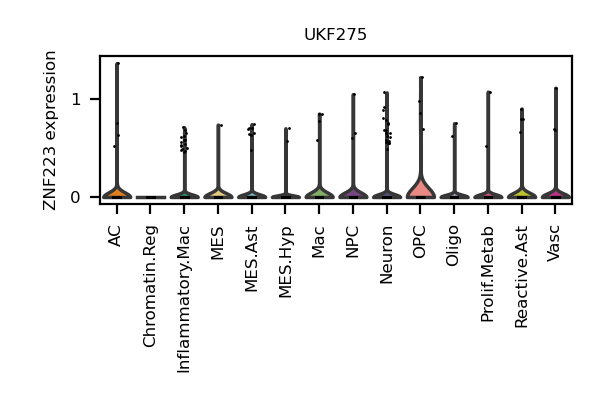 UKF275
ZNF223 expression
1
0
AC
Chromatin.Reg
Inflammatory.Mac
MES
MES.Ast
MES.Hyp
Mac
NPC
Neuron
OPC
Oligo
Prolif.Metab
Reactive.Ast
Vasc